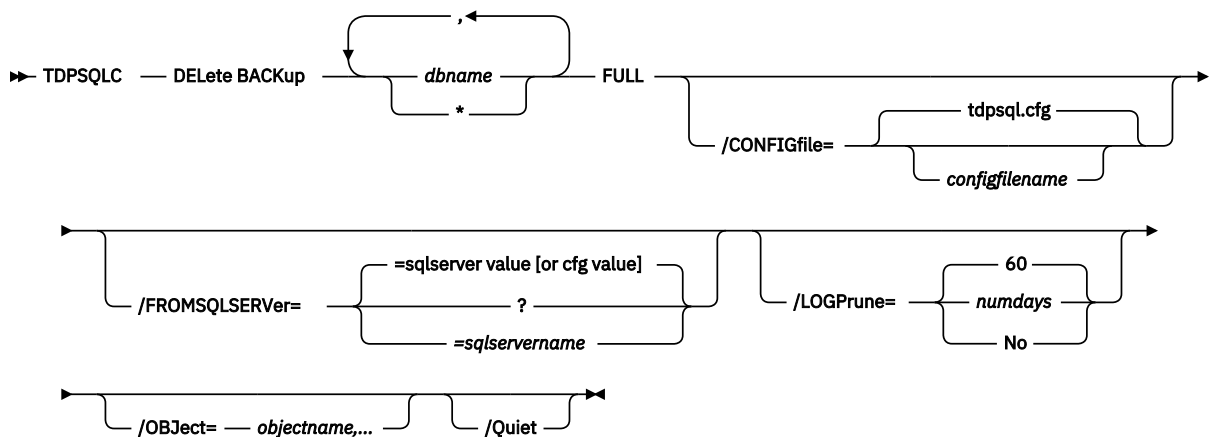 ,
TDPSQLC DELete BACKup dbname FULL
*
tdpsql.cfg
/CONFIGfile=
configfilename
=sqlserver value [or cfg value]
/FROMSQLSERVer= ?
=sqlservername
60
/LOGPrune= numdays
No
/OBJect= objectname,... /Quiet